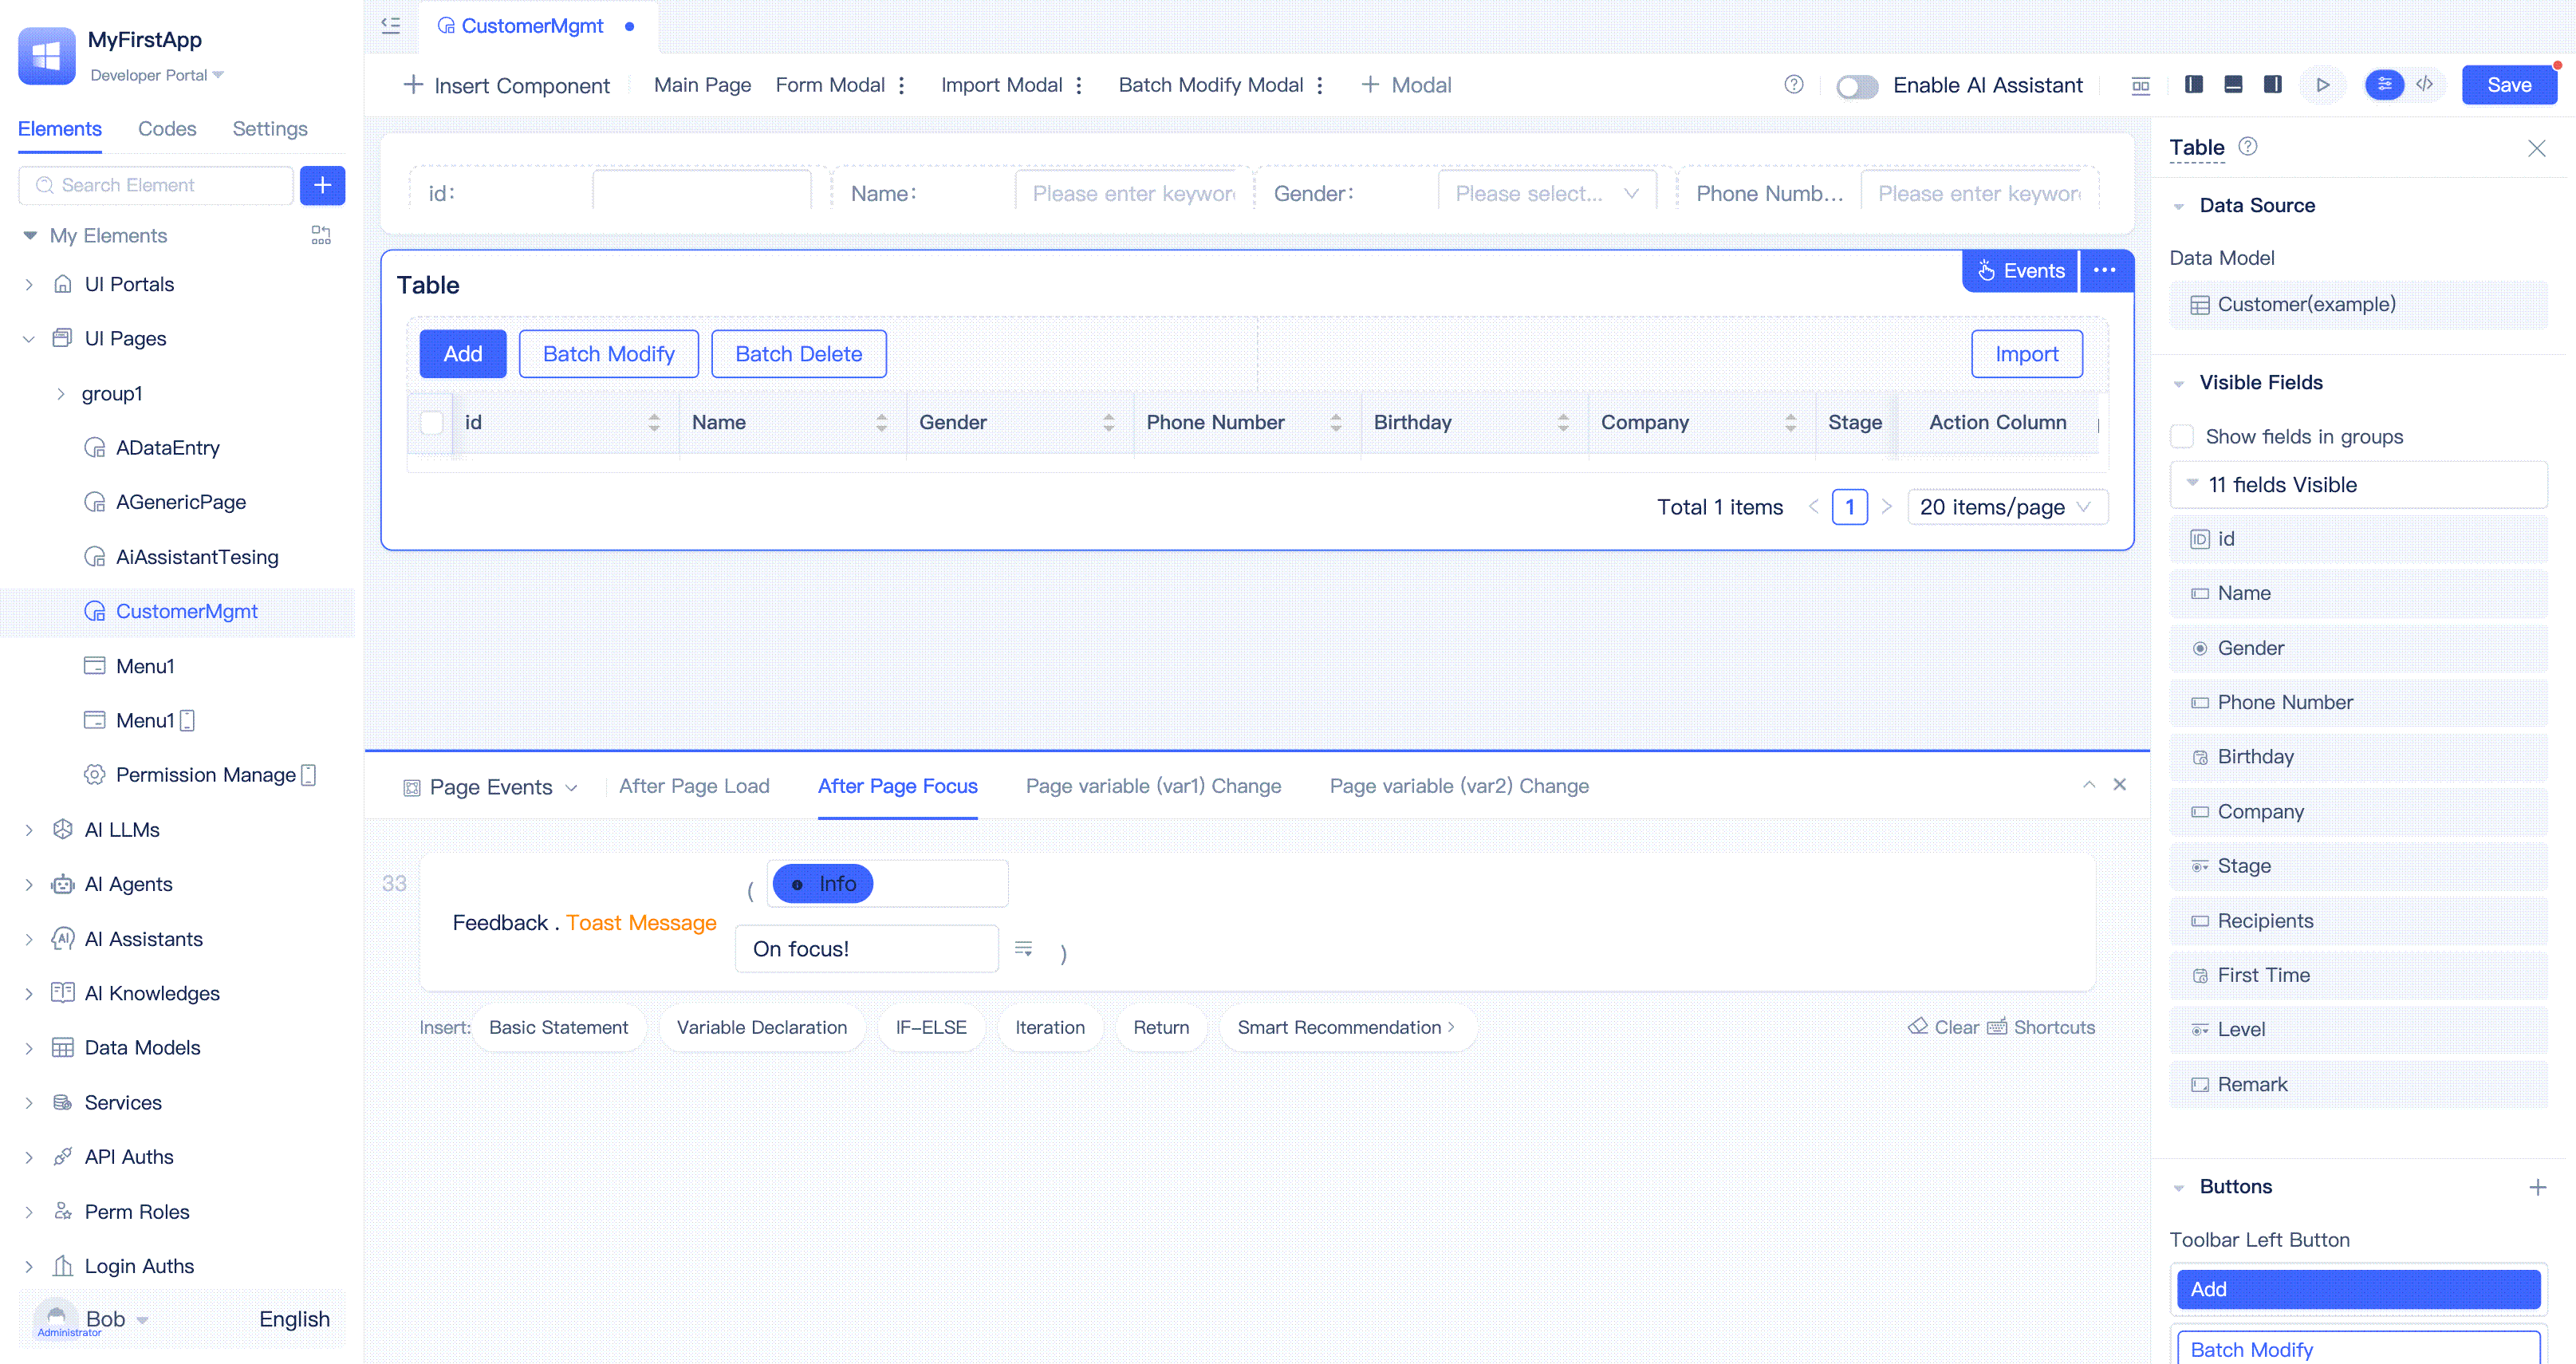 MyFirstApp
Developer Portal
Elements Codes Settings
Search Element
My Elements
UI Portals
UI Pages
group1
ADataEntry
AGenericPage
AiAssistantTesing
CustomerMgmt
Menu1
Menu1
Permission Manage
AI LLMs
AI Agents
AI Assistants
AI Knowledges
Data Models
Services
API Auths
Perm Roles
Login Auths
Bob English
Administrator
CustomerMgmt
Insert Component Main Page Form Modal Import Modal Batch Modify Modal Modal Enable AI Assistant Save
id: Name: Please enter keywor Gender: Please select... Phone Numb... Please enter keywor
Table Events
Add Batch Modify Batch Delete Import
id Name Gender Phone Number Birthday Company Stage Action Column
Total 1 items 1 20 items/page
Page Events After Page Load After Page Focus Page variable (var1) Change Page variable (var2) Change
33
( Info
Feedback . Toast Message
On focus! )
Insert: Basic Statement Variable Declaration IF-ELSE Iteration Return Smart Recommendation Clear Shortcuts
Table
Data Source
Data Model
Customer(example)
Visible Fields
Show fields in groups
11 fields Visible
id
Name
Gender
Phone Number
Birthday
Company
Stage
Recipients
First Time
Level
Remark
Buttons
Toolbar Left Button
Add
Batch Modify